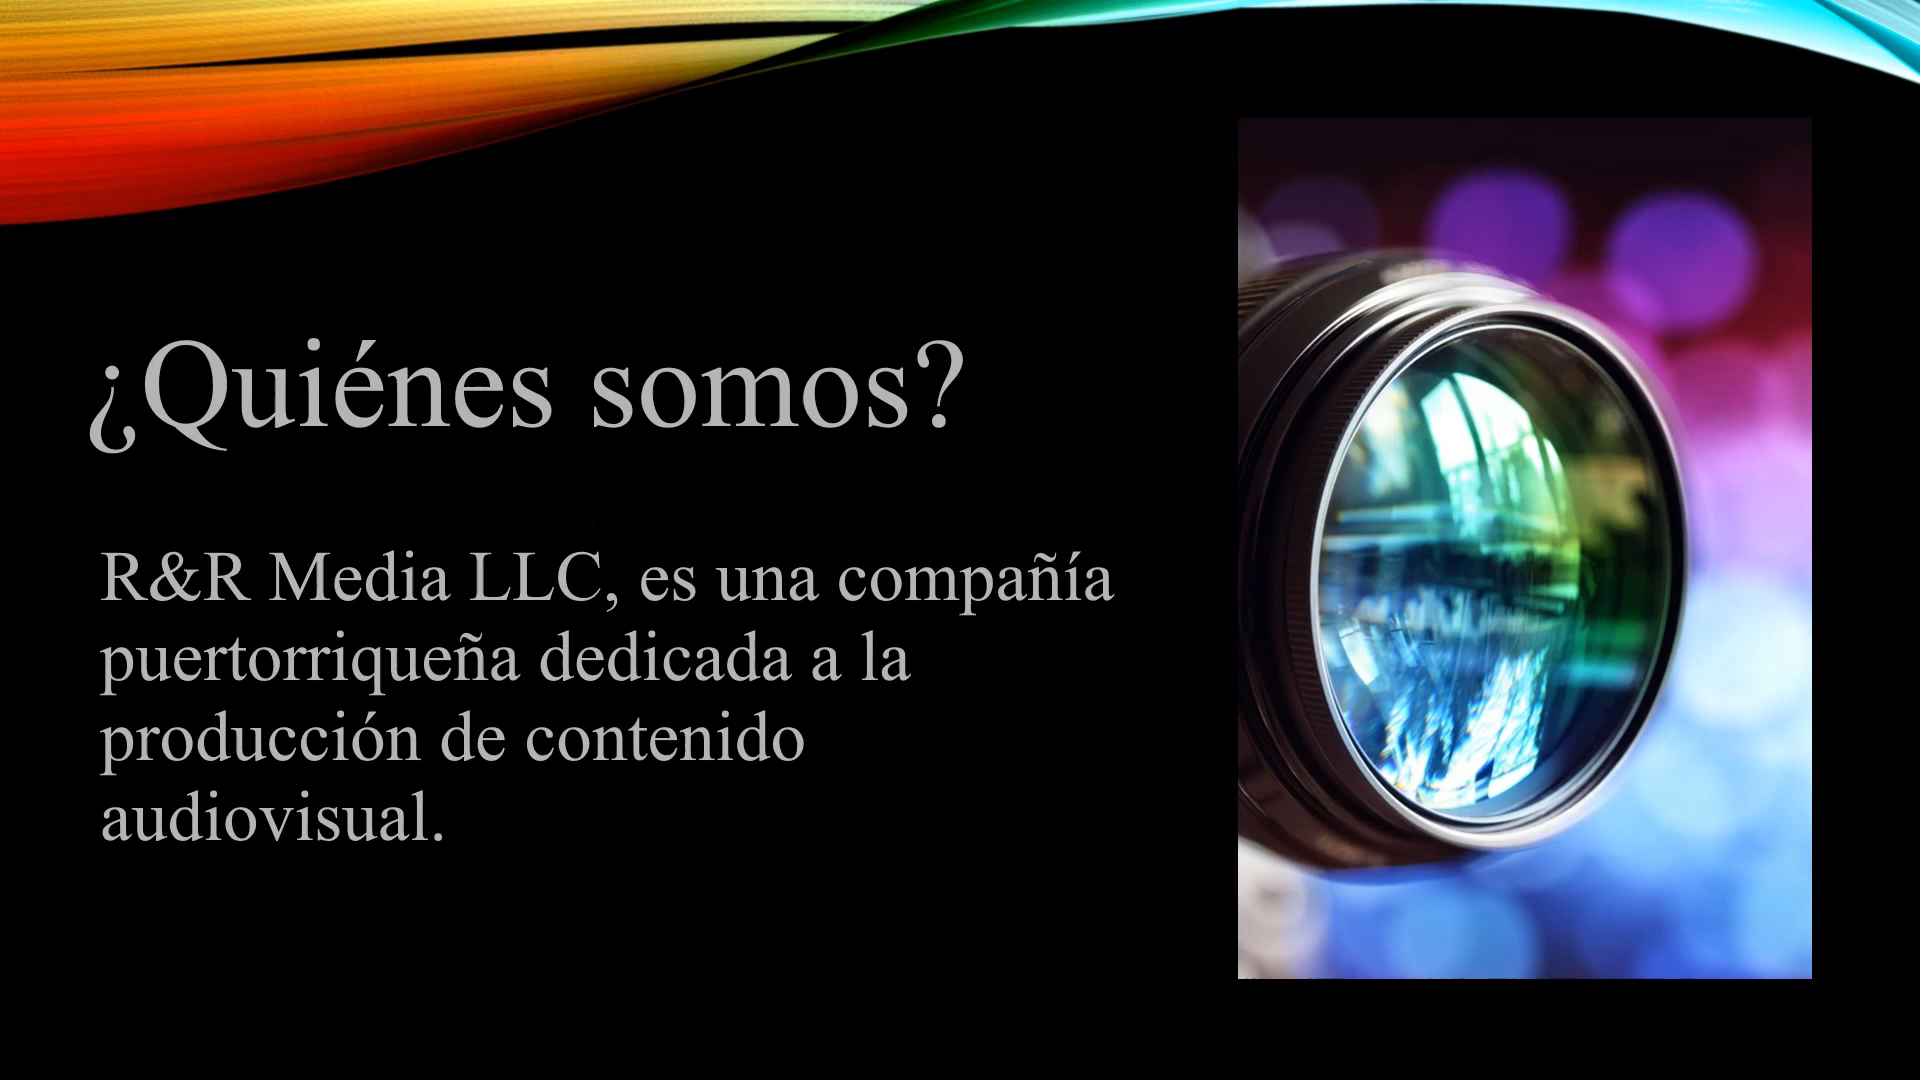 ¿Quiénes somos?
R&R Media LLC, es una compañía
puertorriqueña dedicada a la
producción de contenido
audiovisual.